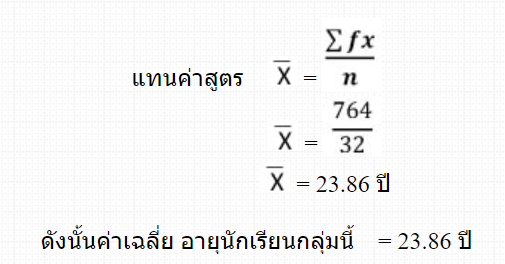 แทนค่าสูตร X̄ = ∑fx/n
X̄ = 764/32
X̄ = 23.86 ปี
ดังนั้นค่าเฉลี่ย อายุนักเรียนกลุ่มนี้ = 23.86 ปี